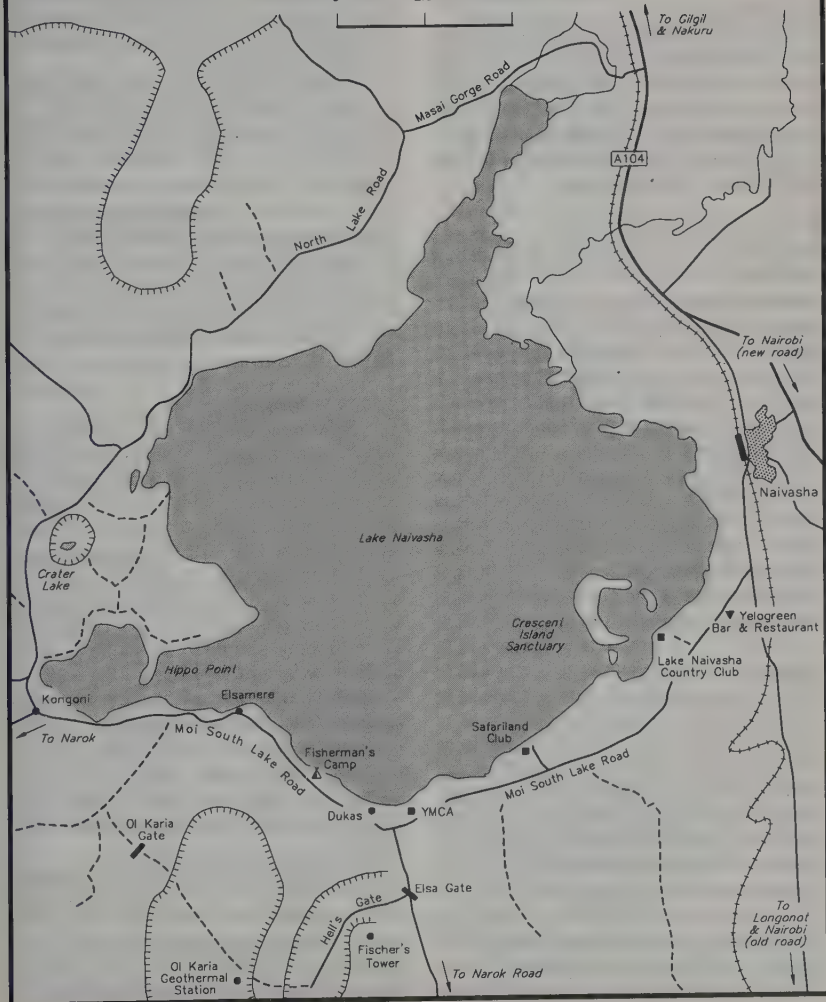 To Gilgil
& Nakuru
Masai Gorge Road
A104
North Lake Road
To Nairobi
(new road)
Naivasha
Lake Naivasha
Crater
Lake
Crescent
Island
Sanctuary
Yelogreen
Bar & Restaurant
Lake Naivasha
Country Club
Hippo Point
Kongoni
Elsamere
To Narok
Moi South Lake Road
Safariland
Club
Fisherman's
Camp
Moi South Lake Road
Dukas
YMCA
Ol Karia
Gate
Elsa Gate
Hell's Gate
Fischer's
Tower
To
Longonot
& Nairobi
(old road)
Ol Karia
Geothermal
Station
To Narok Road